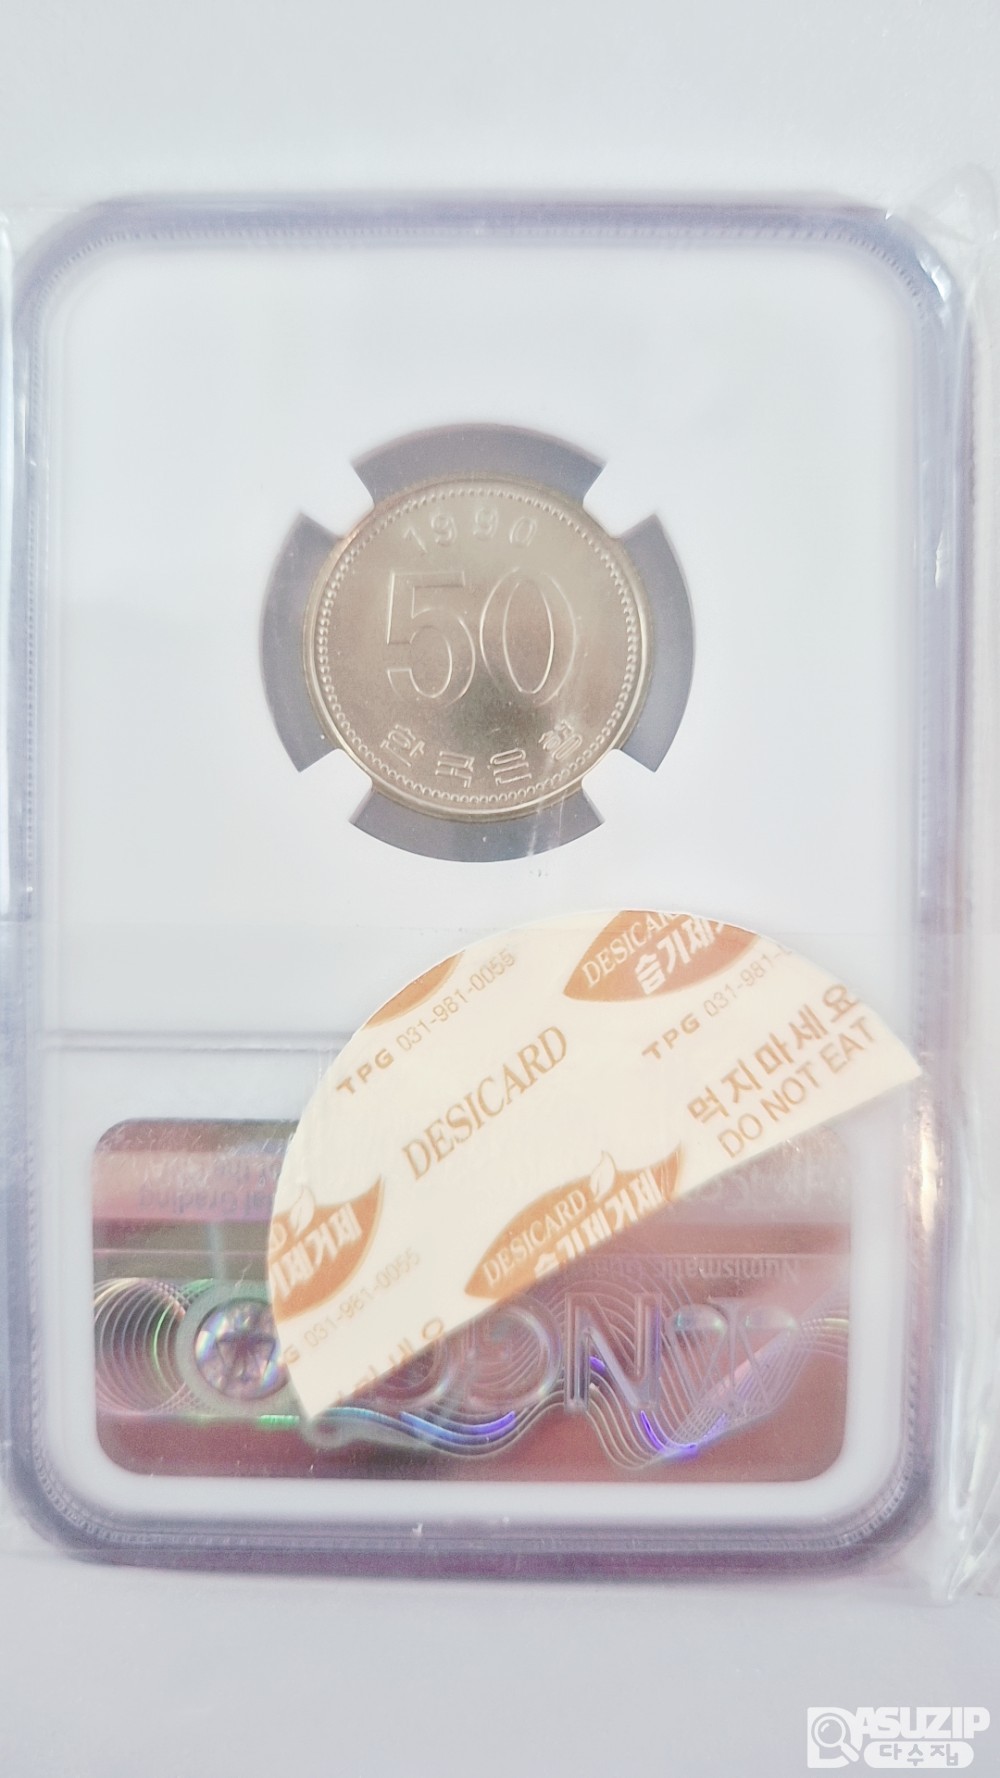 1990
50
한국은행
DESICARD
습기제거
TPG 031-981-0055
TPG 031-981-0055
DESICARD
먹지마세요
DO NOT EAT
DESICARD
습기제거
031-981-0055
NGC
DASUZIP
다수집